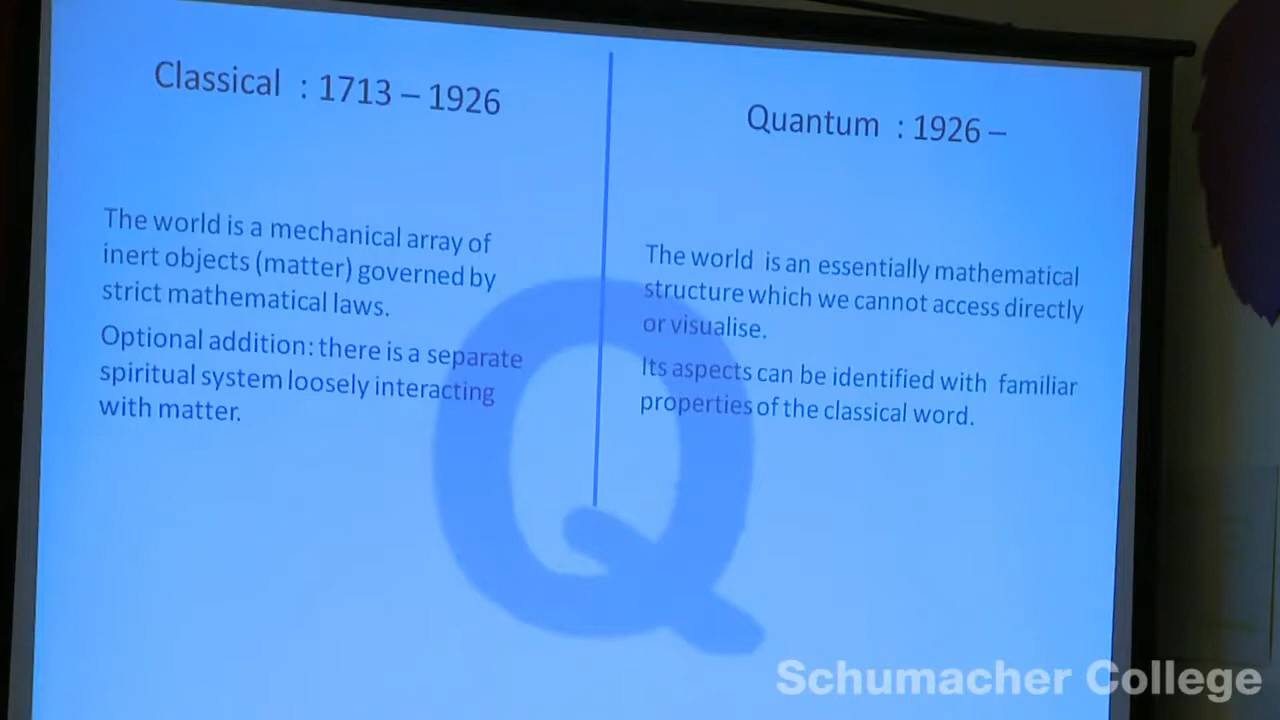 Classical : 1713 – 1926
The world is a mechanical array of
inert objects (matter) governed by
strict mathematical laws.
Optional addition: there is a separate
spiritual system loosely interacting
with matter.
Quantum : 1926 –
The world is an essentially mathematical
structure which we cannot access directly
or visualise.
Its aspects can be identified with familiar
properties of the classical word.
Q
Schumacher College